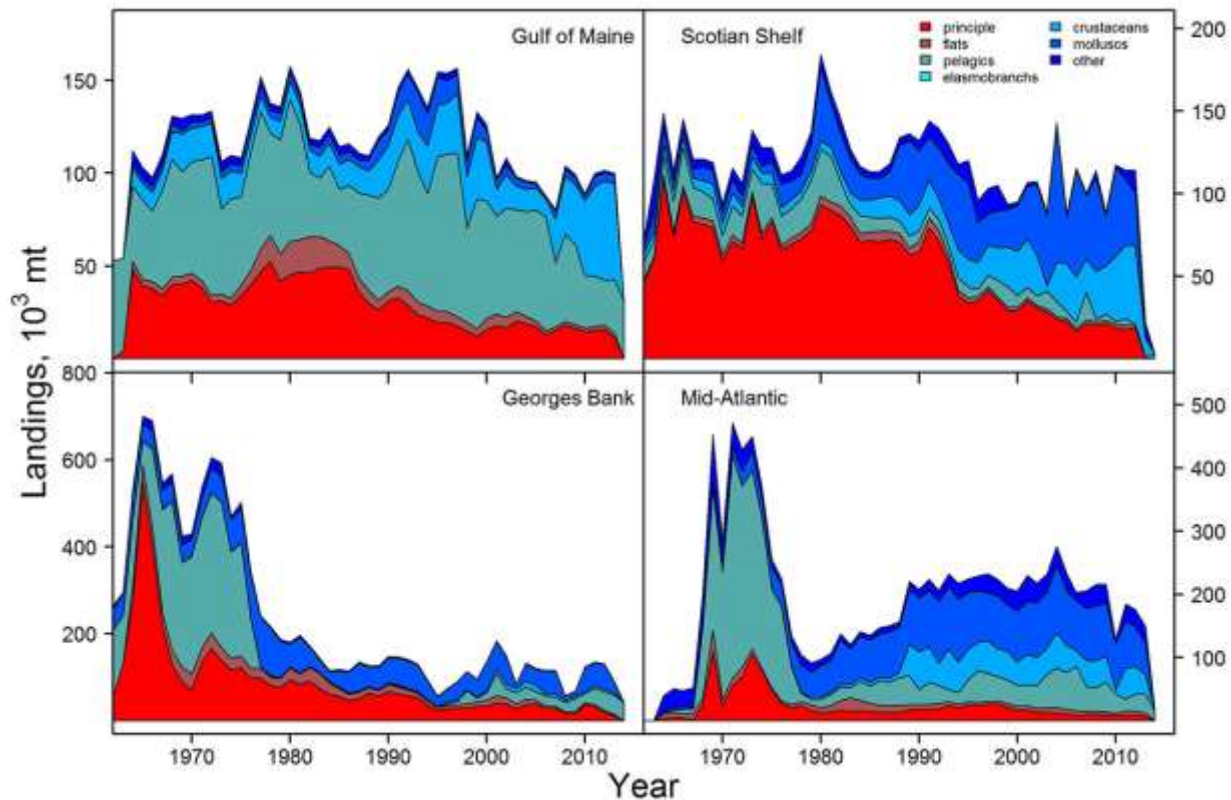 Gulf of Maine
Scotian Shelf
principle
flats
pelagics
elasmobranchs
crustaceans
molluscs
other
150
100
50
200
150
100
50
Georges Bank
Mid-Atlantic
800
600
400
200
500
400
300
200
100
Landings, 10³ mt
1970 1980 1990 2000 2010
1970 1980 1990 2000 2010
Year